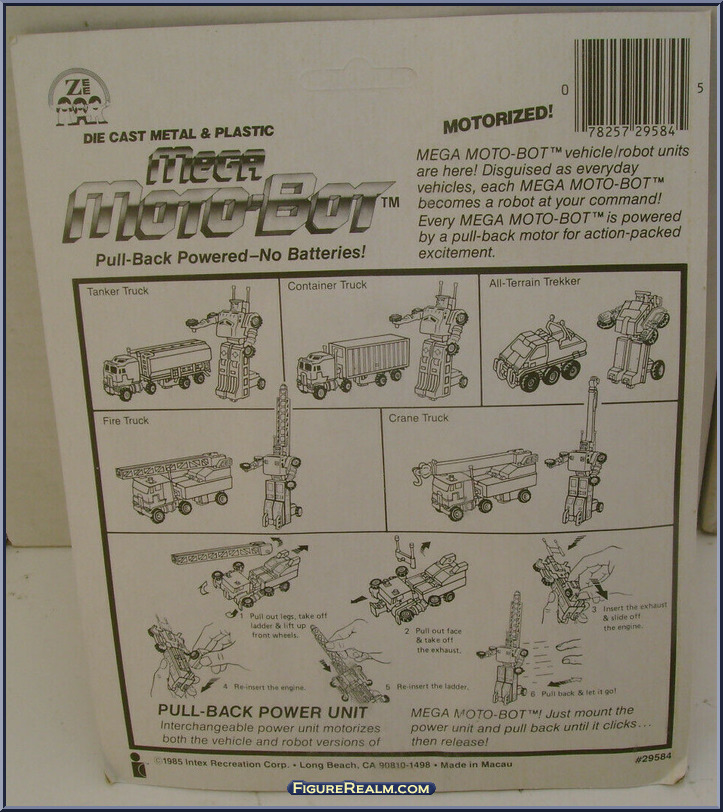 ZEE
DIE CAST METAL & PLASTIC
Mega
Moto-Bot™
Pull-Back Powered—No Batteries!
MOTORIZED!
0
78257 29584
5
MEGA MOTO-BOT™ vehicle/robot units
are here! Disguised as everyday
vehicles, each MEGA MOTO-BOT™
becomes a robot at your command!
Every MEGA MOTO-BOT™ is powered
by a pull-back motor for action-packed
excitement.
Tanker Truck
Container Truck
All-Terrain Trekker
Fire Truck
Crane Truck
1 Pull out legs, take off
ladder & lift up
front wheels.
2 Pull out face
& take off
the exhaust.
3 Insert the exhaust
& slide off
the engine.
4 Re-insert the engine.
5 Re-insert the ladder.
6 Pull back & let it go!
PULL-BACK POWER UNIT
Interchangeable power unit motorizes
both the vehicle and robot versions of
MEGA MOTO-BOT™! Just mount the
power unit and pull back until it clicks...
then release!
©1985 Intex Recreation Corp. • Long Beach, CA 90810-1498 • Made in Macau
#29584
FigureRealm.com